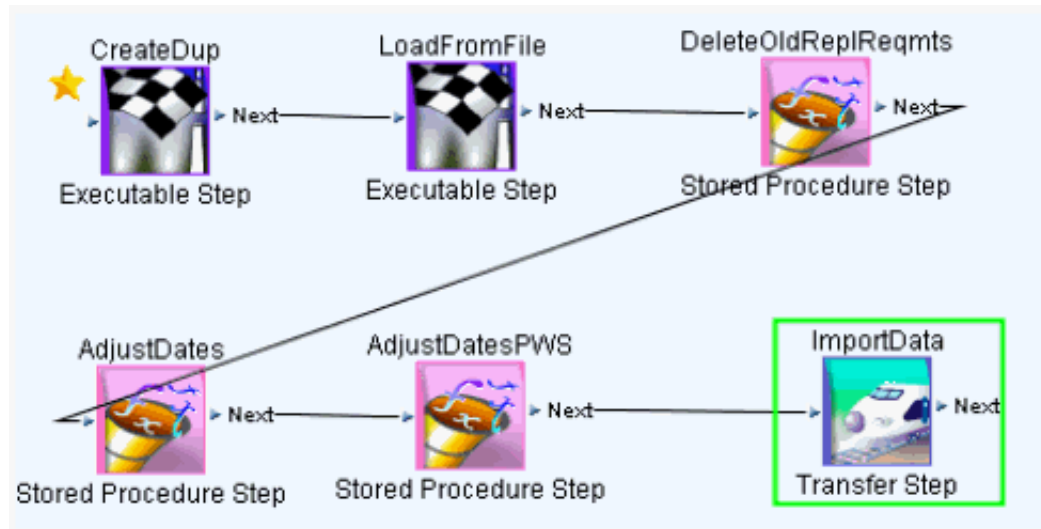 CreateDup
Next
Executable Step
LoadFromFile
Next
Executable Step
DeleteOldReplReqmts
Next
Stored Procedure Step
AdjustDates
Next
Stored Procedure Step
AdjustDatesPWS
Next
Stored Procedure Step
ImportData
Next
Transfer Step